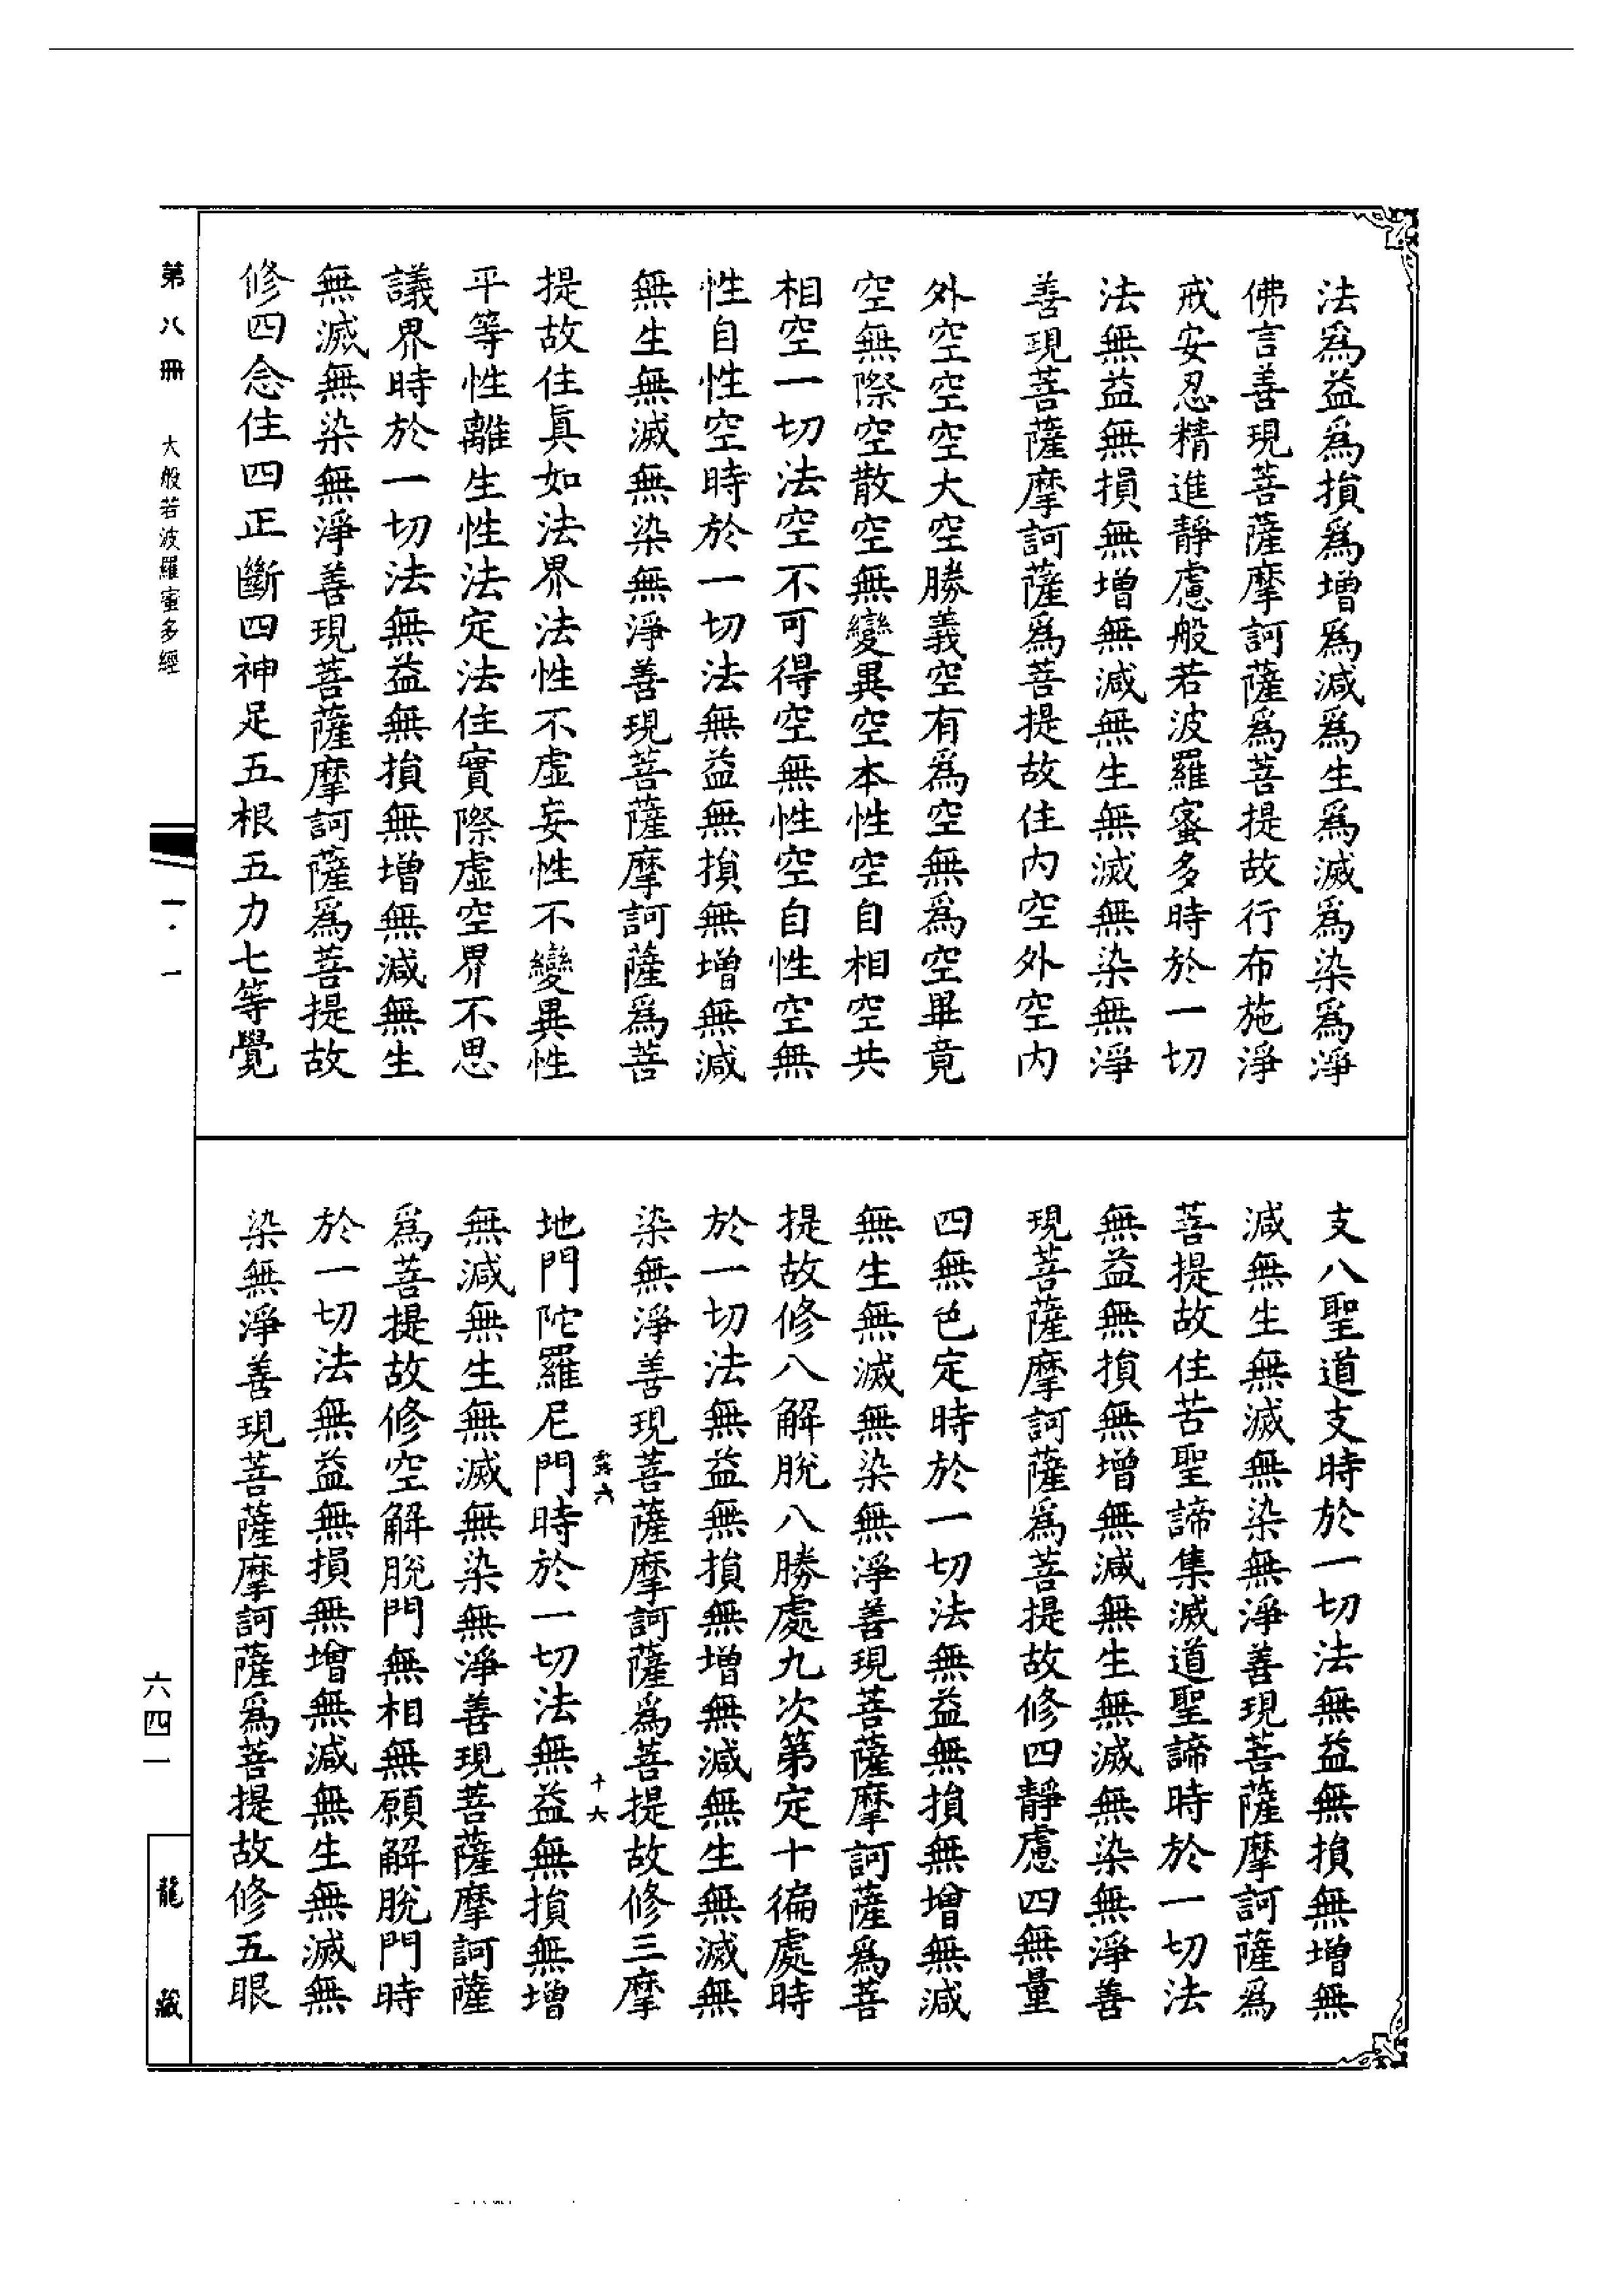 法為益為損為增為減為生為滅為染為淨
佛言善現菩薩摩訶薩為菩提故行布施淨
戒安忍精進靜慮般若波羅蜜多時於一切
法無益無損無增無減無生無滅無染無淨
善現菩薩摩訶薩為菩提故住內空外空內
外空空空大空勝義空有為空無為空畢竟
空無際空散空無變異空本性空自相空共
相空一切法空不可得空無性空自性空無
性自性空時於一切法無益無損無增無減
無生無滅無染無淨善現菩薩摩訶薩為菩
提故住真如法界法性不虛妄性不變異性
平等性離生性法定法住實際虛空界不思
議界時於一切法無益無損無增無減無生
無滅無染無淨善現菩薩摩訶薩為菩提故
修四念住四正斷四神足五根五力七等覺
支八聖道支時於一切法無益無損無增無
減無生無滅無染無淨善現菩薩摩訶薩為
菩提故住苦聖諦集滅道聖諦時於一切法
無益無損無增無減無生無滅無染無淨善
現菩薩摩訶薩為菩提故修四靜慮四無量
四無色定時於一切法無益無損無增無減
無生無滅無染無淨善現菩薩摩訶薩為菩
提故修八解脫八勝處九次第定十徧處時
於一切法無益無損無增無減無生無滅無
染無淨善現菩薩摩訶薩為菩提故修三摩
六 十六
地門陀羅尼門時於一切法無益無損無增
無減無生無滅無染無淨善現菩薩摩訶薩
為菩提故修空解脫門無相無願解脫門時
於一切法無益無損無增無減無生無滅無
染無淨善現菩薩摩訶薩為菩提故修五眼
第八冊 大般若波羅蜜多經
一·一
六四一
龍藏